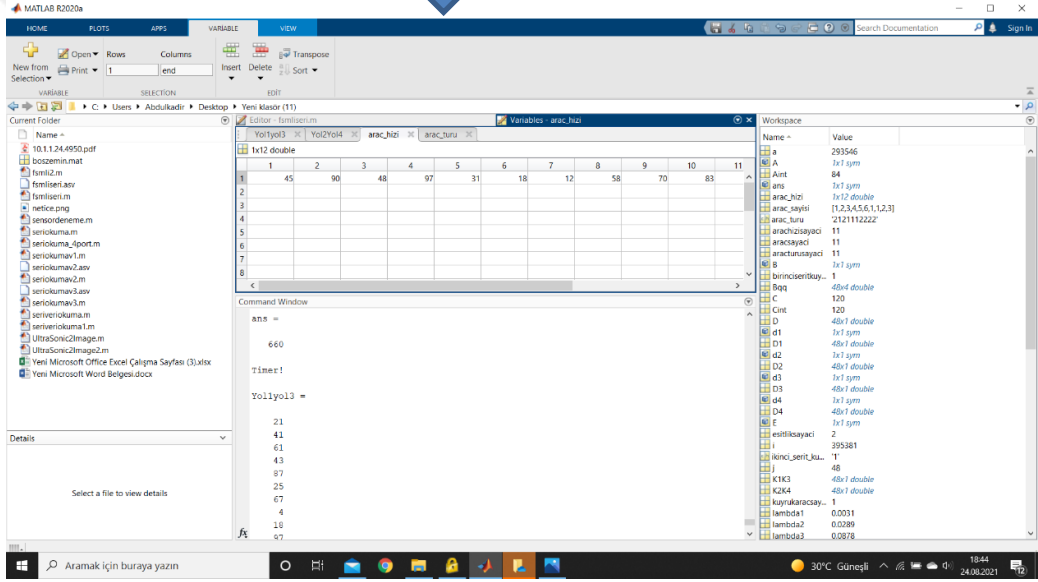 MATLAB R2020a
HOME PLOTS APPS VARIABLE VIEW Search Documentation Sign In
New from Selection
Open Print
Rows Columns
1 end
Insert Delete Transpose Sort
VARIABLE SELECTION EDIT
C: Users Abdulkadir Desktop Yeni klasör (11)
Current Folder
Name
10.1.1.24.4950.pdf
boszemin.mat
fsmli2.m
fsmliseri.asv
fsmliseri.m
netice.png
sensordeneme.m
seriokuma.m
seriokuma_4port.m
seriokumav1.m
seriokumav2.asv
seriokumav2.m
seriokumav3.asv
seriokumav3.m
seriveriokuma.m
seriveriokuma1.m
UltraSonic2Image.m
UltraSonic2Image2.m
Yeni Microsoft Office Excel Çalışma Sayfası (3).xlsx
Yeni Microsoft Word Belgesi.docx
Details
Select a file to view details
Editor - fsmliseri.m Variables - arac_hizi
Yol1yol3 Yol2Yol4 arac_hizi arac_turu
1x12 double
1 2 3 4 5 6 7 8 9 10 11
1 45 90 48 97 31 18 12 58 70 83
2
3
4
5
6
7
8
Command Window
ans =
660
Timer!
Yol1yol3 =
21
41
61
43
87
25
67
4
18
97
fx
Workspace
Name Value
a 293546
A 1x1 sym
Aint 84
ans 1x1 sym
arac_hizi 1x12 double
arac_sayisi [1,2,3,4,5,6,1,1,2,3]
arac_turu '2121112222'
arachizisayaci 11
aracsayaci 11
aracturusayaci 11
B 1x1 sym
birinciseritkuy... 1
Bqq 48x4 double
C 120
Cint 120
D 48x1 double
d1 1x1 sym
D1 48x1 double
d2 1x1 sym
D2 48x1 double
d3 1x1 sym
D3 48x1 double
d4 1x1 sym
D4 48x1 double
E 1x1 sym
esitliksayaci 2
i 395381
ikinci_serit_ku... '1'
j 48
K1K3 48x1 double
K2K4 48x1 double
kuyrukaracsay... 1
lambda1 0.0031
lambda2 0.0289
lambda3 0.0878
Aramak için buraya yazın
30°C Güneşli
18:44
24.08.2021
12